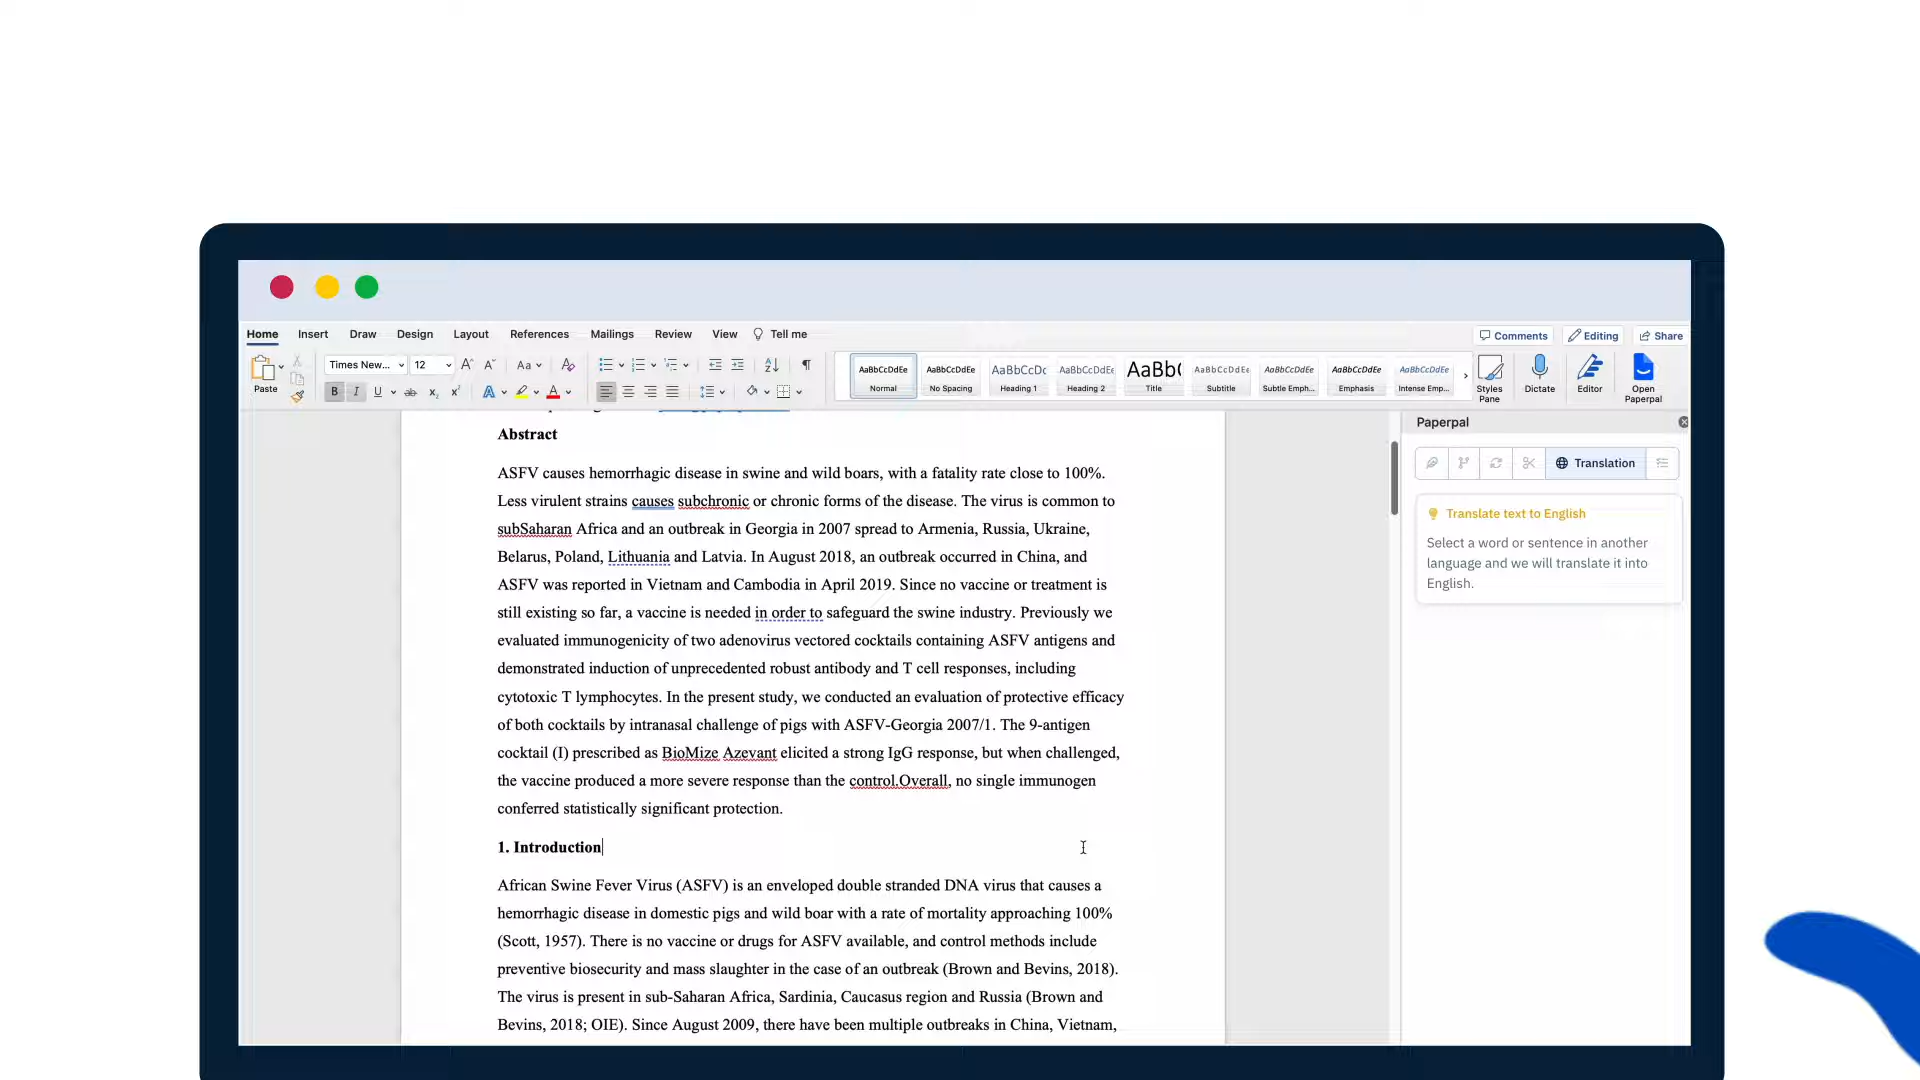 Home Insert Draw Design Layout References Mailings Review View Tell me Comments Editing Share
Paste
Times New... 12 Aa
AaBbCcDdEe AaBbCcDdEe AaBbCcDc AaBbCcDdEe AaBb( AaBbCcDdEe AaBbCcDdEe AaBbCcDdEe AaBbCcDdEe
Normal No Spacing Heading 1 Heading 2 Title Subtitle Subtle Emph... Emphasis Intense Emp...
Styles Pane
Dictate
Editor
Open Paperpal
Abstract
ASFV causes hemorrhagic disease in swine and wild boars, with a fatality rate close to 100%.
Less virulent strains causes subchronic or chronic forms of the disease. The virus is common to
subSaharan Africa and an outbreak in Georgia in 2007 spread to Armenia, Russia, Ukraine,
Belarus, Poland, Lithuania and Latvia. In August 2018, an outbreak occurred in China, and
ASFV was reported in Vietnam and Cambodia in April 2019. Since no vaccine or treatment is
still existing so far, a vaccine is needed in order to safeguard the swine industry. Previously we
evaluated immunogenicity of two adenovirus vectored cocktails containing ASFV antigens and
demonstrated induction of unprecedented robust antibody and T cell responses, including
cytotoxic T lymphocytes. In the present study, we conducted an evaluation of protective efficacy
of both cocktails by intranasal challenge of pigs with ASFV-Georgia 2007/1. The 9-antigen
cocktail (I) prescribed as BioMize Azevant elicited a strong IgG response, but when challenged,
the vaccine produced a more severe response than the control.Overall, no single immunogen
conferred statistically significant protection.
1. Introduction
African Swine Fever Virus (ASFV) is an enveloped double stranded DNA virus that causes a
hemorrhagic disease in domestic pigs and wild boar with a rate of mortality approaching 100%
(Scott, 1957). There is no vaccine or drugs for ASFV available, and control methods include
preventive biosecurity and mass slaughter in the case of an outbreak (Brown and Bevins, 2018).
The virus is present in sub-Saharan Africa, Sardinia, Caucasus region and Russia (Brown and
Bevins, 2018; OIE). Since August 2009, there have been multiple outbreaks in China, Vietnam,
Paperpal
Translation
Translate text to English
Select a word or sentence in another
language and we will translate it into
English.